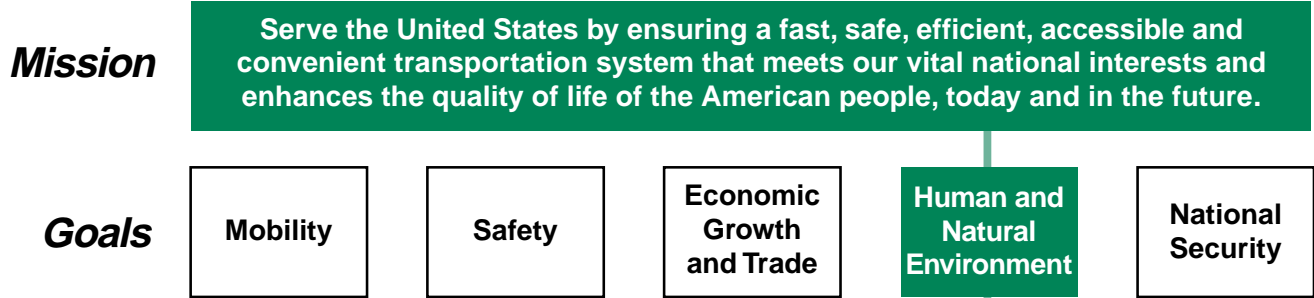 Mission
Serve the United States by ensuring a fast, safe, efficient, accessible and
convenient transportation system that meets our vital national interests and
enhances the quality of life of the American people, today and in the future.
Goals
Mobility
Safety
Economic
Growth
and Trade
Human and
Natural
Environment
National
Security